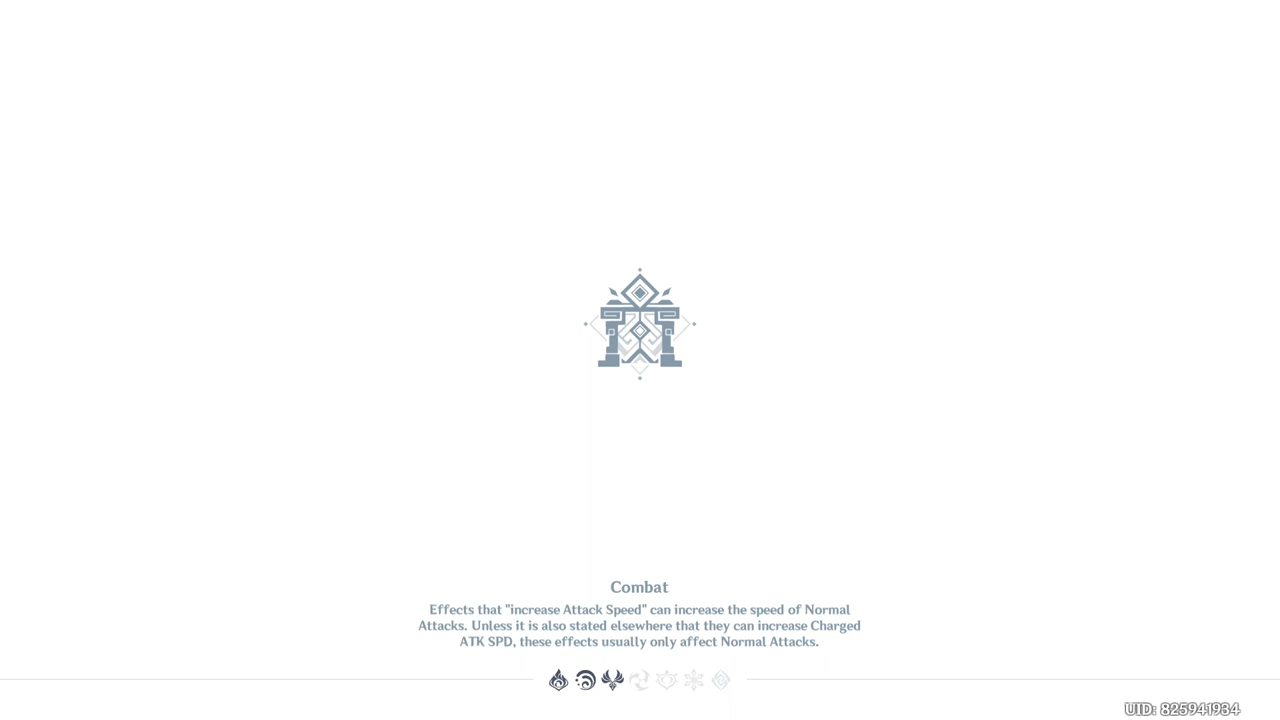 Combat
Effects that "increase Attack Speed" can increase the speed of Normal
Attacks. Unless it is also stated elsewhere that they can increase Charged
ATK SPD, these effects usually only affect Normal Attacks.
UID: 825941934